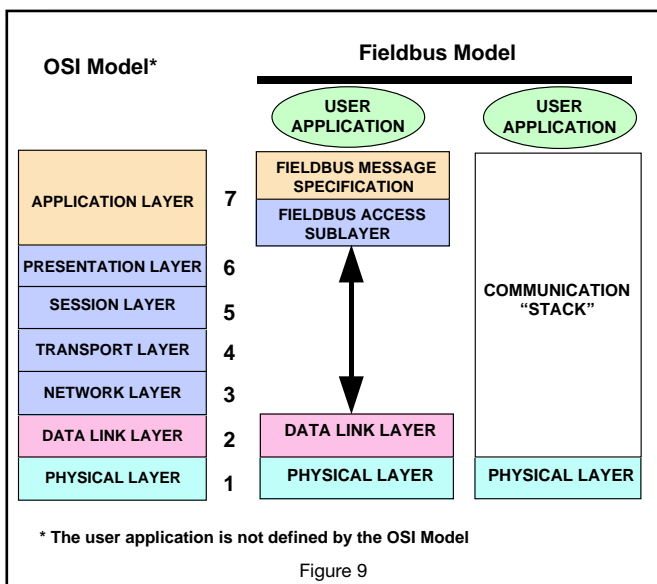 OSI Model*
Fieldbus Model
USER
APPLICATION
USER
APPLICATION
APPLICATION LAYER
7
FIELDBUS MESSAGE
SPECIFICATION
FIELDBUS ACCESS
SUBLAYER
PRESENTATION LAYER
6
SESSION LAYER
5
TRANSPORT LAYER
4
NETWORK LAYER
3
COMMUNICATION
“STACK”
DATA LINK LAYER
2
DATA LINK LAYER
PHYSICAL LAYER
1
PHYSICAL LAYER
PHYSICAL LAYER
* The user application is not defined by the OSI Model
Figure 9